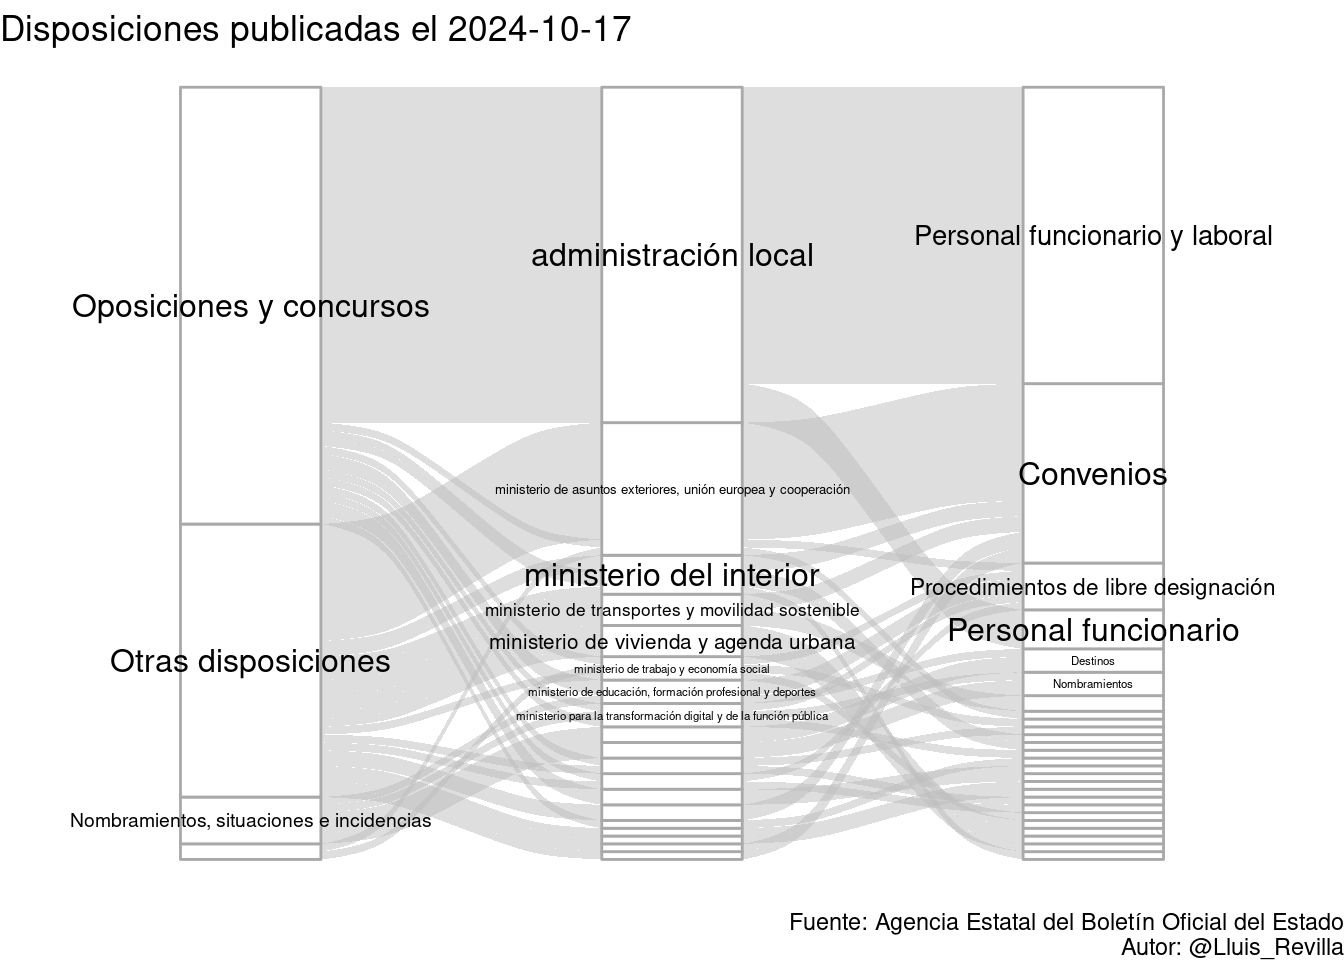 Disposiciones publicadas el 2024-10-17
Oposiciones y concursos
Otras disposiciones
Nombramientos, situaciones e incidencias
administración local
ministerio de asuntos exteriores, unión europea y cooperación
ministerio del interior
ministerio de transportes y movilidad sostenible
ministerio de vivienda y agenda urbana
ministerio de trabajo y economía social
ministerio de educación, formación profesional y deportes
ministerio para la transformación digital y de la función pública
Personal funcionario y laboral
Convenios
Procedimientos de libre designación
Personal funcionario
Destinos
Nombramientos
Fuente: Agencia Estatal del Boletín Oficial del Estado
Autor: @Lluis_Revilla